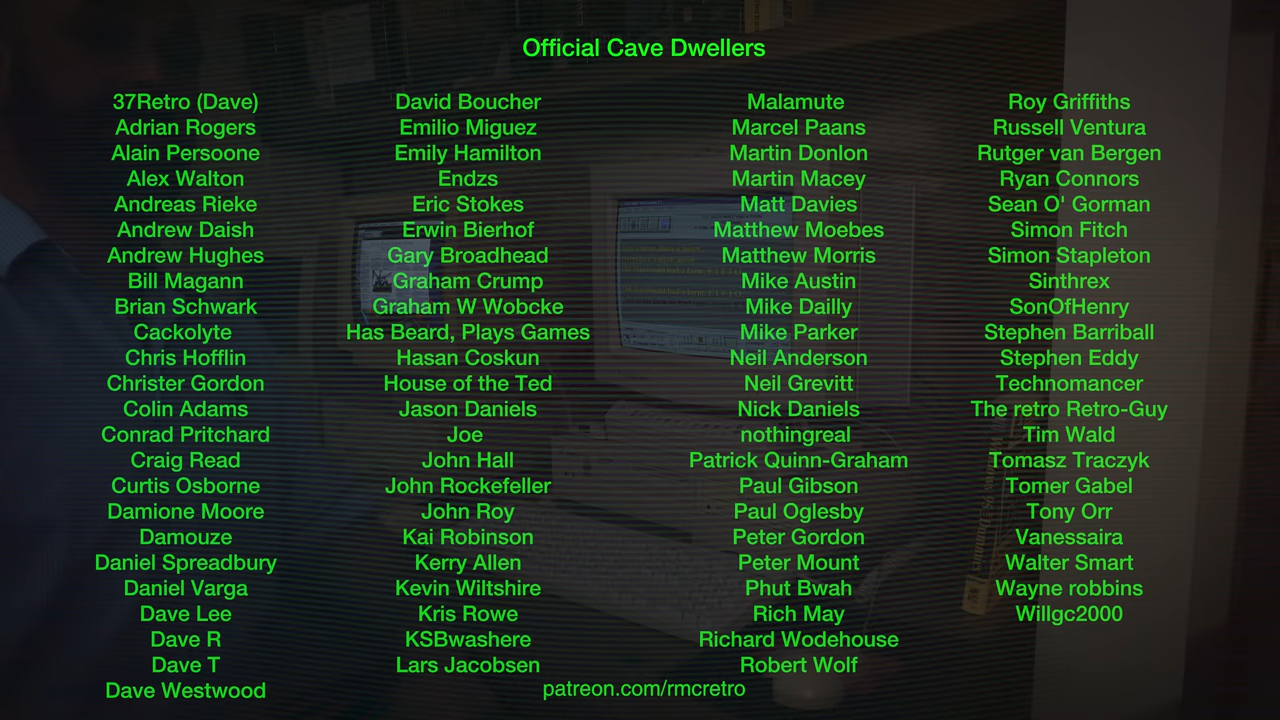 Official Cave Dwellers
37Retro (Dave)
Adrian Rogers
Alain Persoone
Alex Walton
Andreas Rieke
Andrew Daish
Andrew Hughes
Bill Magann
Brian Schwark
Cackolyte
Chris Hofflin
Christer Gordon
Colin Adams
Conrad Pritchard
Craig Read
Curtis Osborne
Damione Moore
Damouze
Daniel Spreadbury
Daniel Varga
Dave Lee
Dave R
Dave T
Dave Westwood
David Boucher
Emilio Miguez
Emily Hamilton
Endzs
Eric Stokes
Erwin Bierhof
Gary Broadhead
Graham Crump
Graham W Wobcke
Has Beard, Plays Games
Hasan Coskun
House of the Ted
Jason Daniels
Joe
John Hall
John Rockefeller
John Roy
Kai Robinson
Kerry Allen
Kevin Wiltshire
Kris Rowe
KSBwashere
Lars Jacobsen
Malamute
Marcel Paans
Martin Donlon
Martin Macey
Matt Davies
Matthew Moebes
Matthew Morris
Mike Austin
Mike Dailly
Mike Parker
Neil Anderson
Neil Grevitt
Nick Daniels
nothingreal
Patrick Quinn-Graham
Paul Gibson
Paul Oglesby
Peter Gordon
Peter Mount
Phut Bwah
Rich May
Richard Wodehouse
Robert Wolf
Roy Griffiths
Russell Ventura
Rutger van Bergen
Ryan Connors
Sean O' Gorman
Simon Fitch
Simon Stapleton
Sinthrex
SonOfHenry
Stephen Barriball
Stephen Eddy
Technomancer
The retro Retro-Guy
Tim Wald
Tomasz Traczyk
Tomer Gabel
Tony Orr
Vanessaira
Walter Smart
Wayne robbins
Willgc2000
patreon.com/rmcretro